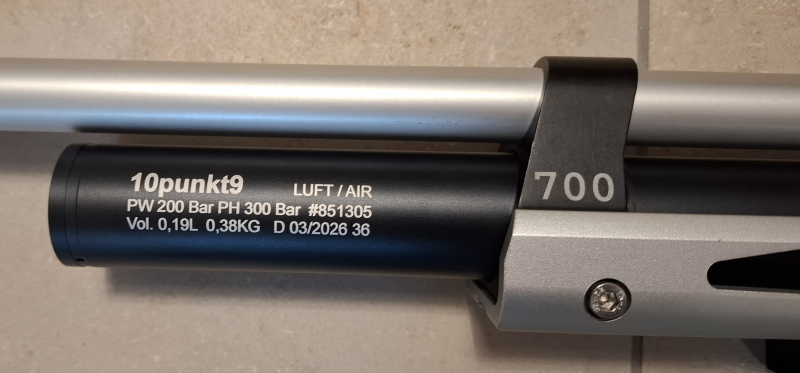 10punkt9 LUFT / AIR
PW 200 Bar PH 300 Bar #851305
Vol. 0,19L 0,38KG D 03/2026 36
700